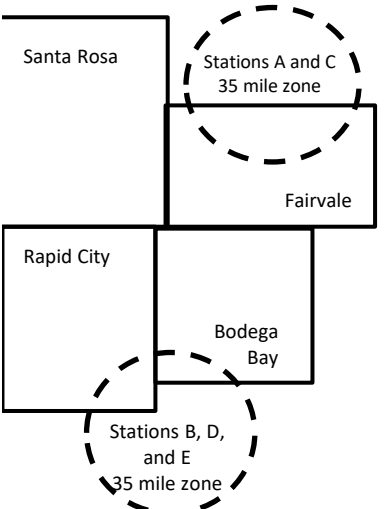 Santa Rosa
Stations A and C
35 mile zone
Fairvale
Rapid City
Bodega
Bay
Stations B, D,
and E
35 mile zone